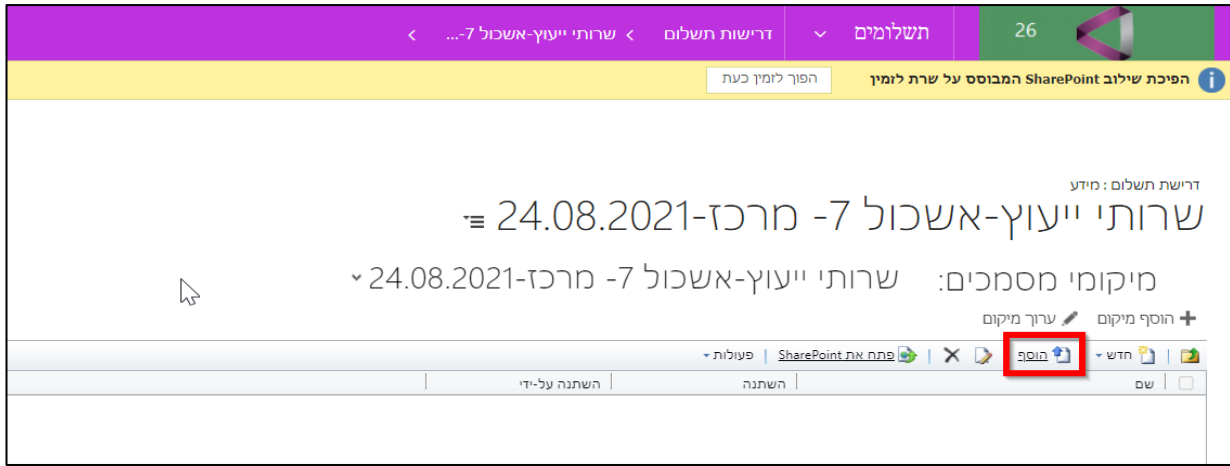 26 תשלומים דרישות תשלום שרותי ייעוץ-אשכול 7-...
הפיכת שילוב SharePoint המבוסס על שרת לזמין הפוך לזמין כעת
דרישת תשלום : מידע
שרותי ייעוץ-אשכול 7- מרכז-24.08.2021
מיקומי מסמכים: שרותי ייעוץ-אשכול 7- מרכז-24.08.2021
הוסף מיקום ערוך מיקום
חדש הוסף פתח את SharePoint פעולות
שם השתנה השתנה על-ידי